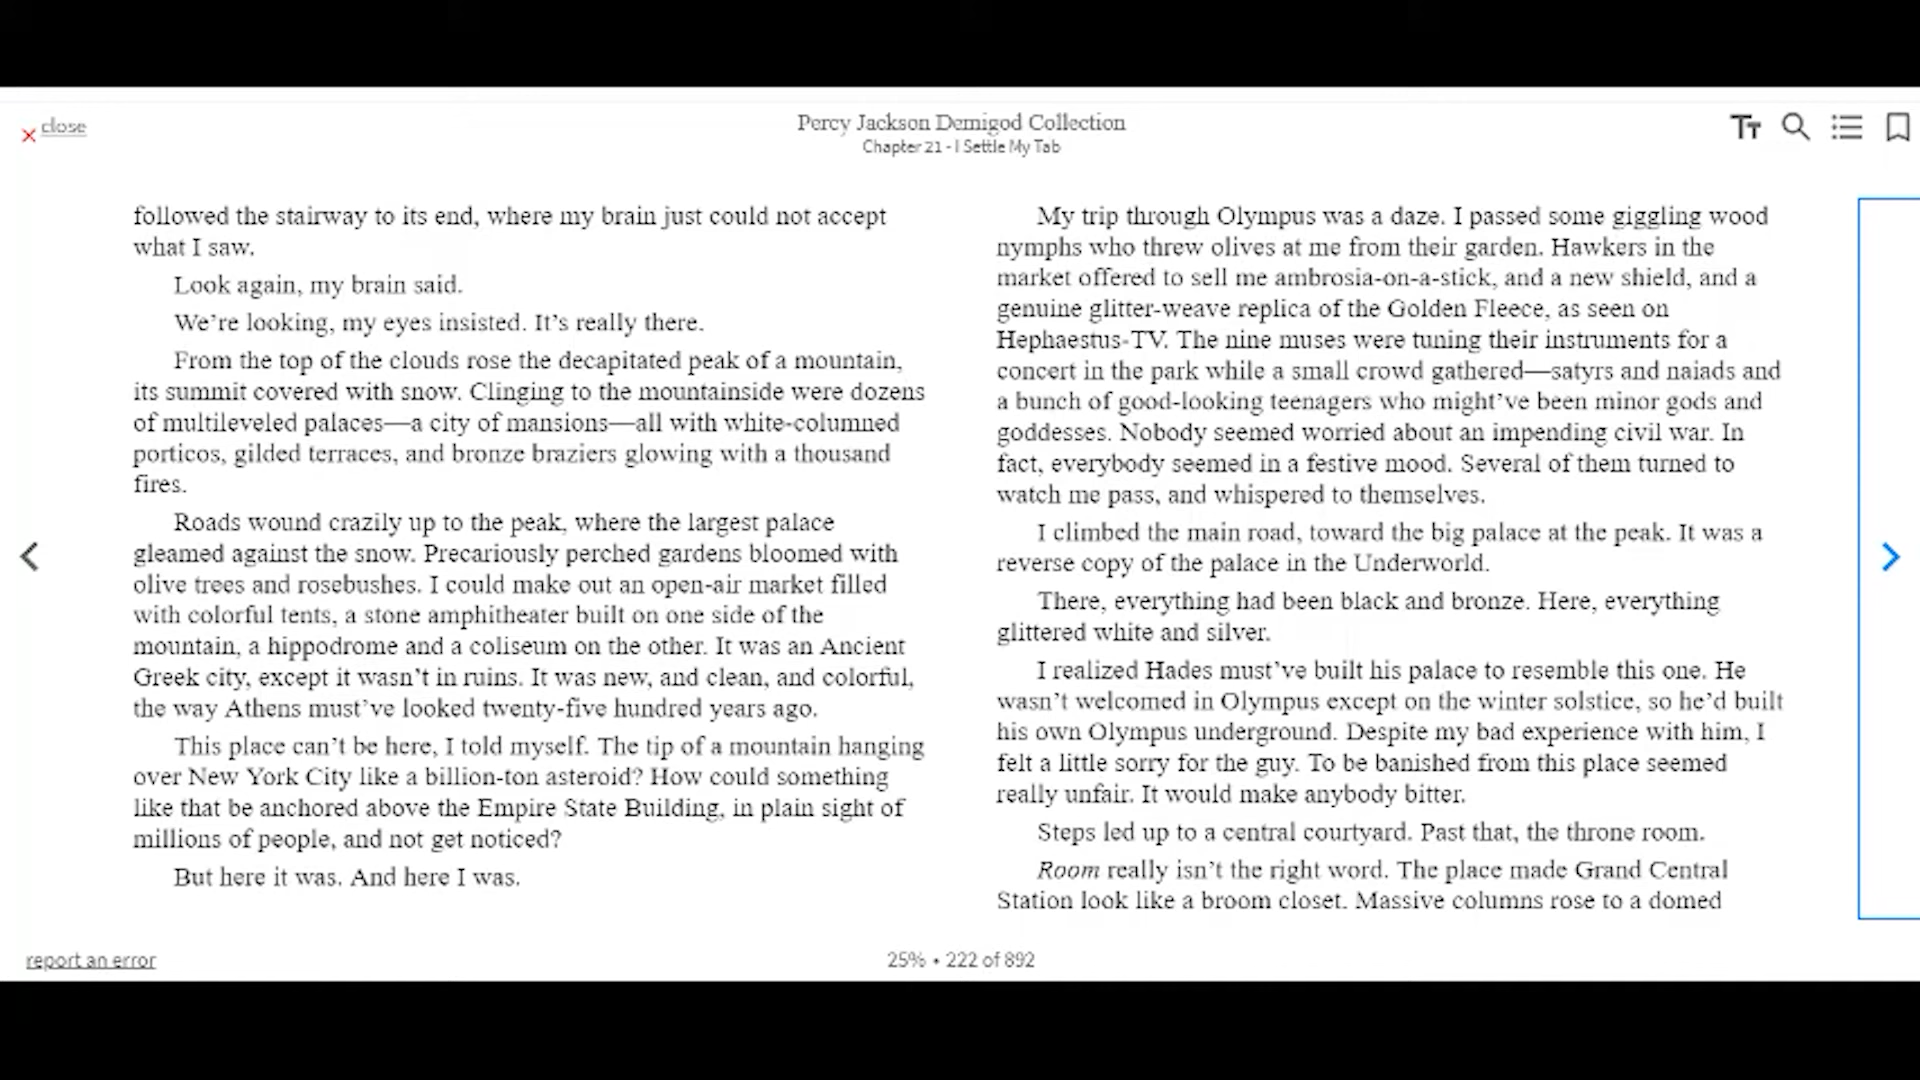 close
Percy Jackson Demigod Collection
Chapter 21 - I Settle My Tab
followed the stairway to its end, where my brain just could not accept
what I saw.
Look again, my brain said.
We're looking, my eyes insisted. It's really there.
From the top of the clouds rose the decapitated peak of a mountain,
its summit covered with snow. Clinging to the mountainside were dozens
of multileveled palaces—a city of mansions—all with white-columned
porticos, gilded terraces, and bronze braziers glowing with a thousand
fires.
Roads wound crazily up to the peak, where the largest palace
gleamed against the snow. Precariously perched gardens bloomed with
olive trees and rosebushes. I could make out an open-air market filled
with colorful tents, a stone amphitheater built on one side of the
mountain, a hippodrome and a coliseum on the other. It was an Ancient
Greek city, except it wasn't in ruins. It was new, and clean, and colorful,
the way Athens must've looked twenty-five hundred years ago.
This place can't be here, I told myself. The tip of a mountain hanging
over New York City like a billion-ton asteroid? How could something
like that be anchored above the Empire State Building, in plain sight of
millions of people, and not get noticed?
But here it was. And here I was.
My trip through Olympus was a daze. I passed some giggling wood
nymphs who threw olives at me from their garden. Hawkers in the
market offered to sell me ambrosia-on-a-stick, and a new shield, and a
genuine glitter-weave replica of the Golden Fleece, as seen on
Hephaestus-TV. The nine muses were tuning their instruments for a
concert in the park while a small crowd gathered—satyrs and naiads and
a bunch of good-looking teenagers who might've been minor gods and
goddesses. Nobody seemed worried about an impending civil war. In
fact, everybody seemed in a festive mood. Several of them turned to
watch me pass, and whispered to themselves.
I climbed the main road, toward the big palace at the peak. It was a
reverse copy of the palace in the Underworld.
There, everything had been black and bronze. Here, everything
glittered white and silver.
I realized Hades must've built his palace to resemble this one. He
wasn't welcomed in Olympus except on the winter solstice, so he'd built
his own Olympus underground. Despite my bad experience with him, I
felt a little sorry for the guy. To be banished from this place seemed
really unfair. It would make anybody bitter.
Steps led up to a central courtyard. Past that, the throne room.
Room really isn't the right word. The place made Grand Central
Station look like a broom closet. Massive columns rose to a domed
report an error
25% • 222 of 892